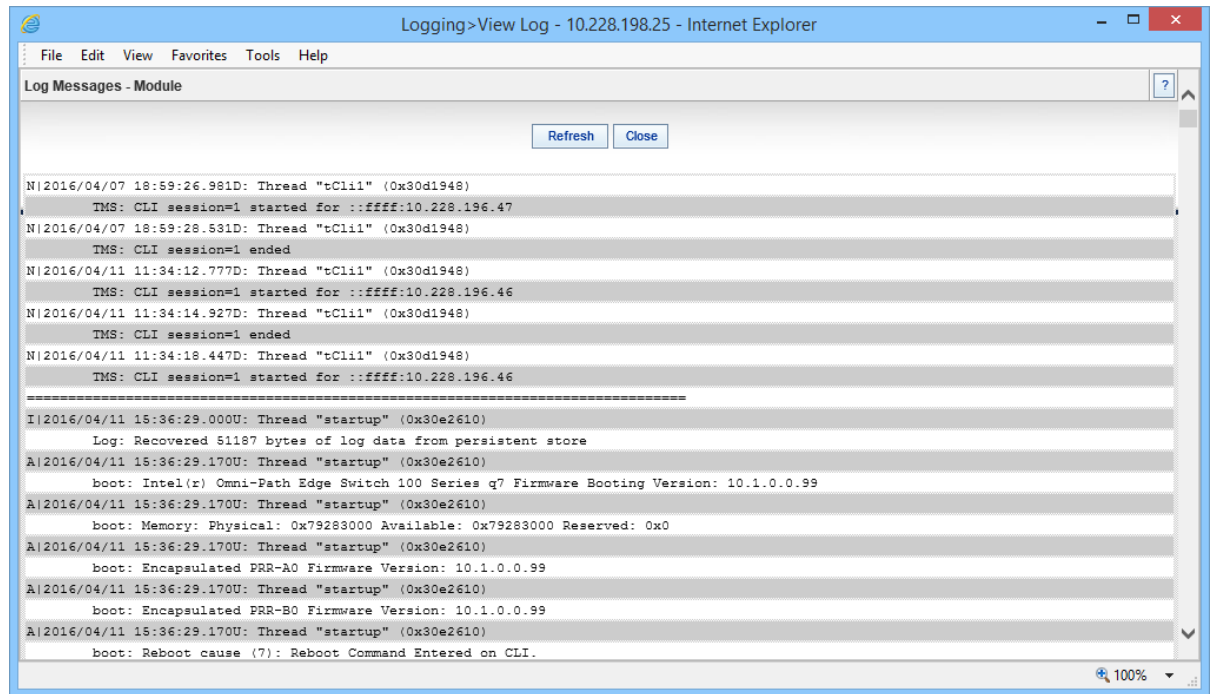 Logging>View Log - 10.228.198.25 - Internet Explorer
File Edit View Favorites Tools Help
Log Messages - Module
?
Refresh Close
N|2016/04/07 18:59:26.981D: Thread "tCli1" (0x30d1948)
TMS: CLI session=1 started for ::ffff:10.228.196.47
N|2016/04/07 18:59:28.531D: Thread "tCli1" (0x30d1948)
TMS: CLI session=1 ended
N|2016/04/11 11:34:12.777D: Thread "tCli1" (0x30d1948)
TMS: CLI session=1 started for ::ffff:10.228.196.46
N|2016/04/11 11:34:14.927D: Thread "tCli1" (0x30d1948)
TMS: CLI session=1 ended
N|2016/04/11 11:34:18.447D: Thread "tCli1" (0x30d1948)
TMS: CLI session=1 started for ::ffff:10.228.196.46
================================================================================
I|2016/04/11 15:36:29.000U: Thread "startup" (0x30e2610)
Log: Recovered 51187 bytes of log data from persistent store
A|2016/04/11 15:36:29.170U: Thread "startup" (0x30e2610)
boot: Intel(r) Omni-Path Edge Switch 100 Series q7 Firmware Booting Version: 10.1.0.0.99
A|2016/04/11 15:36:29.170U: Thread "startup" (0x30e2610)
boot: Memory: Physical: 0x79283000 Available: 0x79283000 Reserved: 0x0
A|2016/04/11 15:36:29.170U: Thread "startup" (0x30e2610)
boot: Encapsulated PRR-A0 Firmware Version: 10.1.0.0.99
A|2016/04/11 15:36:29.170U: Thread "startup" (0x30e2610)
boot: Encapsulated PRR-B0 Firmware Version: 10.1.0.0.99
A|2016/04/11 15:36:29.170U: Thread "startup" (0x30e2610)
boot: Reboot cause (7): Reboot Command Entered on CLI.
100%